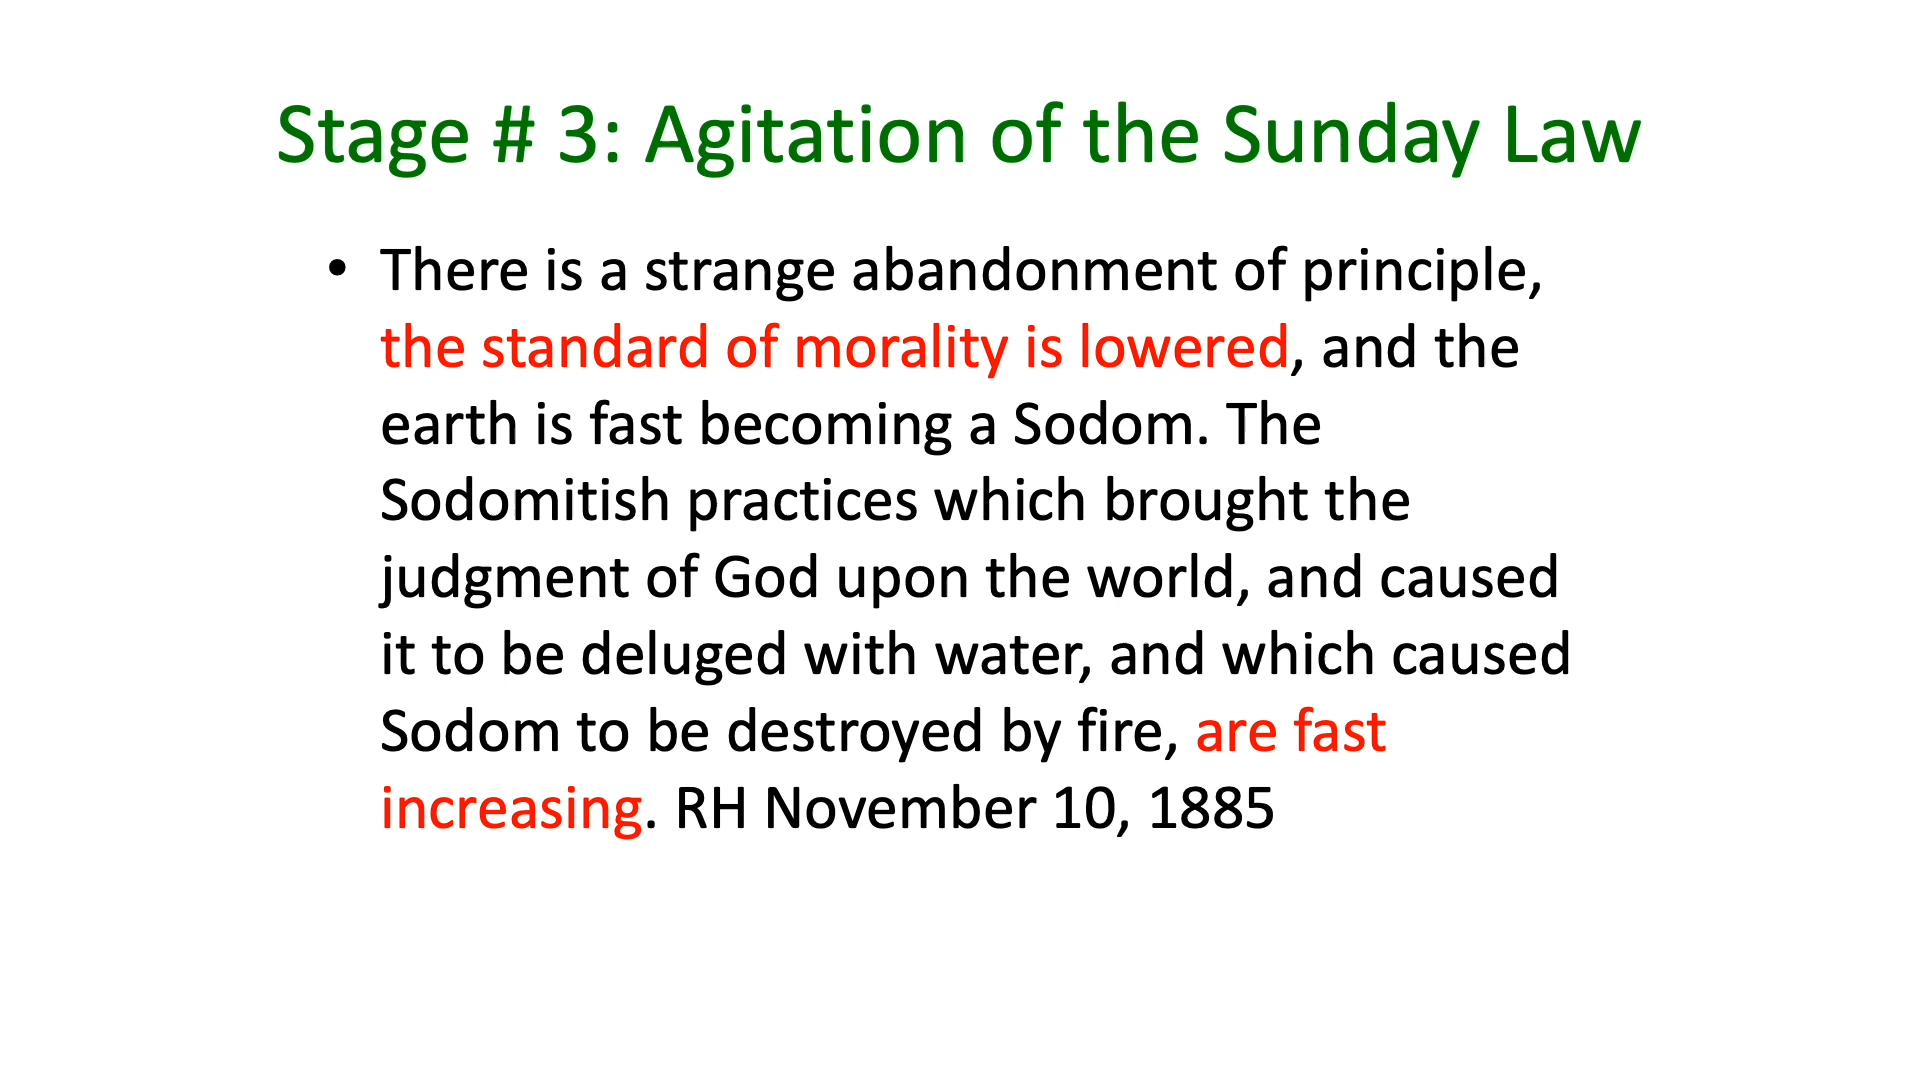 Stage # 3: Agitation of the Sunday Law
• There is a strange abandonment of principle,
the standard of morality is lowered, and the
earth is fast becoming a Sodom. The
Sodomitish practices which brought the
judgment of God upon the world, and caused
it to be deluged with water, and which caused
Sodom to be destroyed by fire, are fast
increasing. RH November 10, 1885